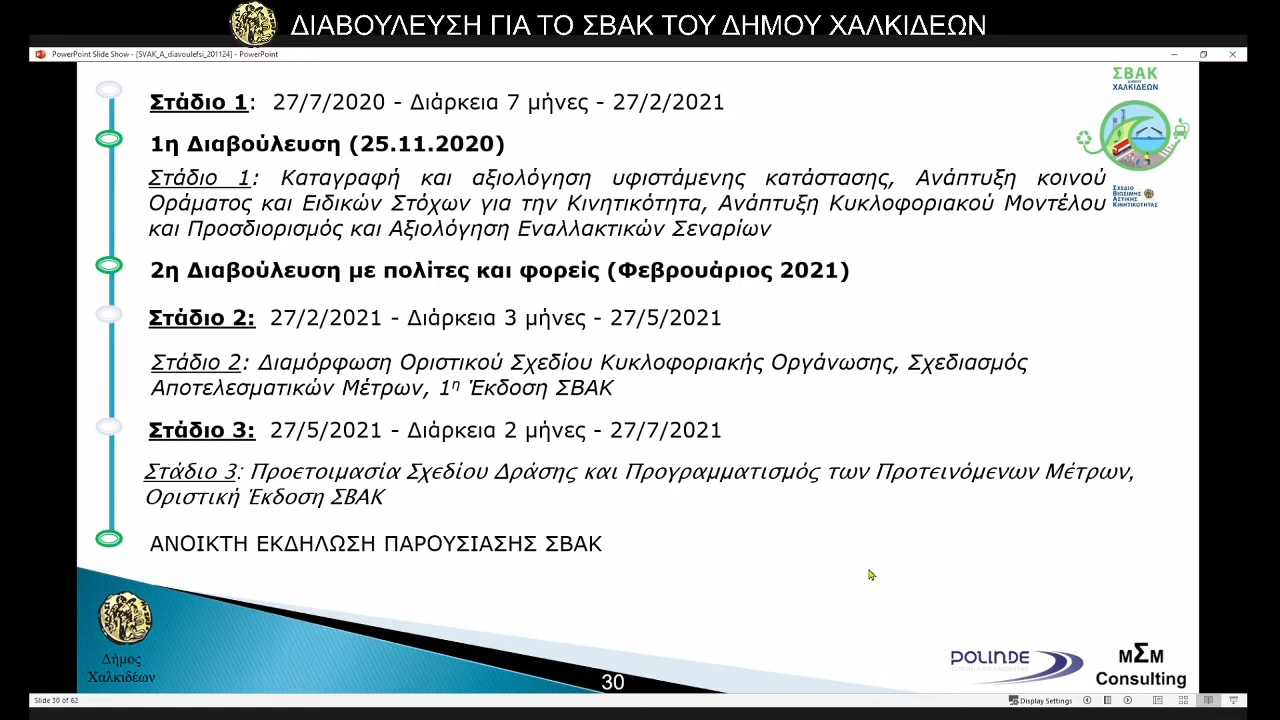 ΔΙΑΒΟΥΛΕΥΣΗ ΓΙΑ ΤΟ ΣΒΑΚ ΤΟΥ ΔΗΜΟΥ ΧΑΛΚΙΔΕΩΝ
PowerPoint Slide Show - [SVAK_A_diavoulefsi_201124] - PowerPoint
ΣΒΑΚ
ΔΗΜΟΥ
ΧΑΛΚΙΔΕΩΝ
Στάδιο 1: 27/7/2020 - Διάρκεια 7 μήνες - 27/2/2021
1η Διαβούλευση (25.11.2020)
Στάδιο 1: Καταγραφή και αξιολόγηση υφιστάμενης κατάστασης, Ανάπτυξη κοινού
Οράματος και Ειδικών Στόχων για την Κινητικότητα, Ανάπτυξη Κυκλοφοριακού Μοντέλου
και Προσδιορισμός και Αξιολόγηση Εναλλακτικών Σεναρίων
ΣΧΕΔΙΟ
ΒΙΩΣΙΜΗΣ
ΑΣΤΙΚΗΣ
ΚΙΝΗΤΙΚΟΤΗΤΑΣ
2η Διαβούλευση με πολίτες και φορείς (Φεβρουάριος 2021)
Στάδιο 2: 27/2/2021 - Διάρκεια 3 μήνες - 27/5/2021
Στάδιο 2: Διαμόρφωση Οριστικού Σχεδίου Κυκλοφοριακής Οργάνωσης, Σχεδιασμός
Αποτελεσματικών Μέτρων, 1η Έκδοση ΣΒΑΚ
Στάδιο 3: 27/5/2021 - Διάρκεια 2 μήνες - 27/7/2021
Στάδιο 3: Προετοιμασία Σχεδίου Δράσης και Προγραμματισμός των Προτεινόμενων Μέτρων,
Οριστική Έκδοση ΣΒΑΚ
ΑΝΟΙΚΤΗ ΕΚΔΗΛΩΣΗ ΠΑΡΟΥΣΙΑΣΗΣ ΣΒΑΚ
Δήμος
Χαλκιδέων
30
POLINDE
ΜΣΜ
Consulting
Slide 30 of 62
Display Settings